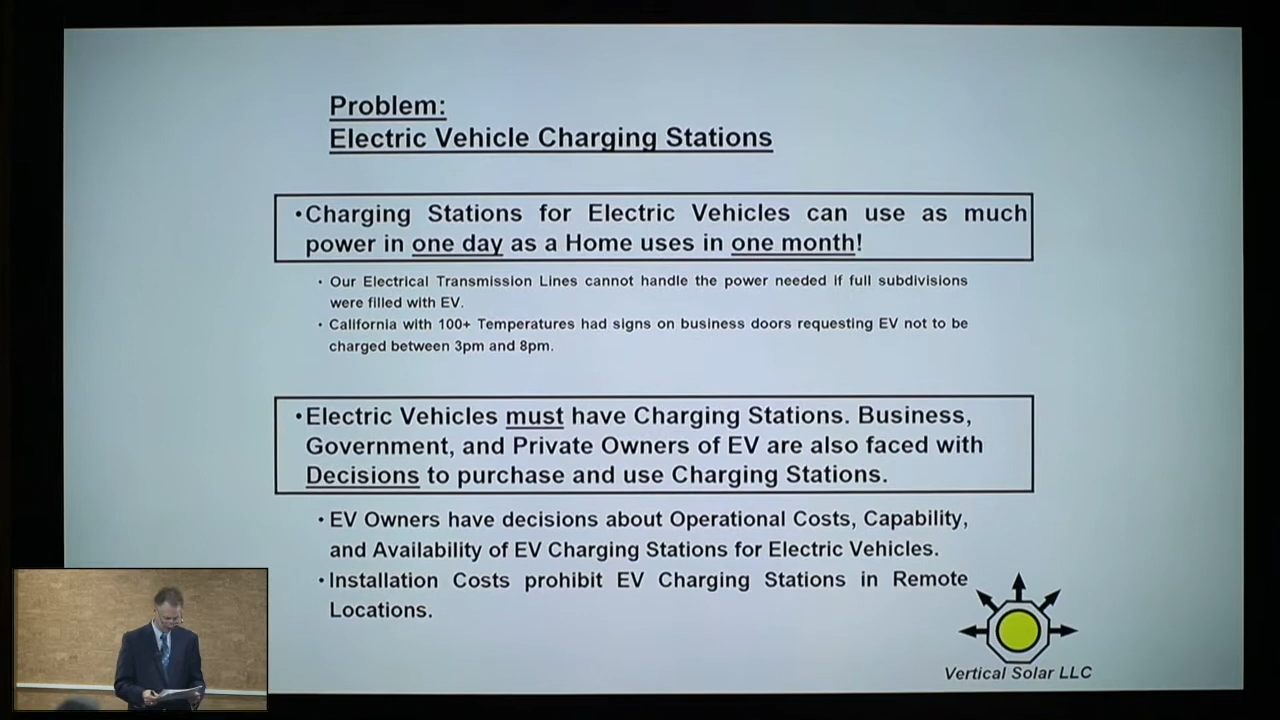 Problem:
Electric Vehicle Charging Stations
•Charging Stations for Electric Vehicles can use as much
power in one day as a Home uses in one month!
• Our Electrical Transmission Lines cannot handle the power needed if full subdivisions
were filled with EV.
• California with 100+ Temperatures had signs on business doors requesting EV not to be
charged between 3pm and 8pm.
•Electric Vehicles must have Charging Stations. Business,
Government, and Private Owners of EV are also faced with
Decisions to purchase and use Charging Stations.
• EV Owners have decisions about Operational Costs, Capability,
and Availability of EV Charging Stations for Electric Vehicles.
• Installation Costs prohibit EV Charging Stations in Remote
Locations.
Vertical Solar LLC